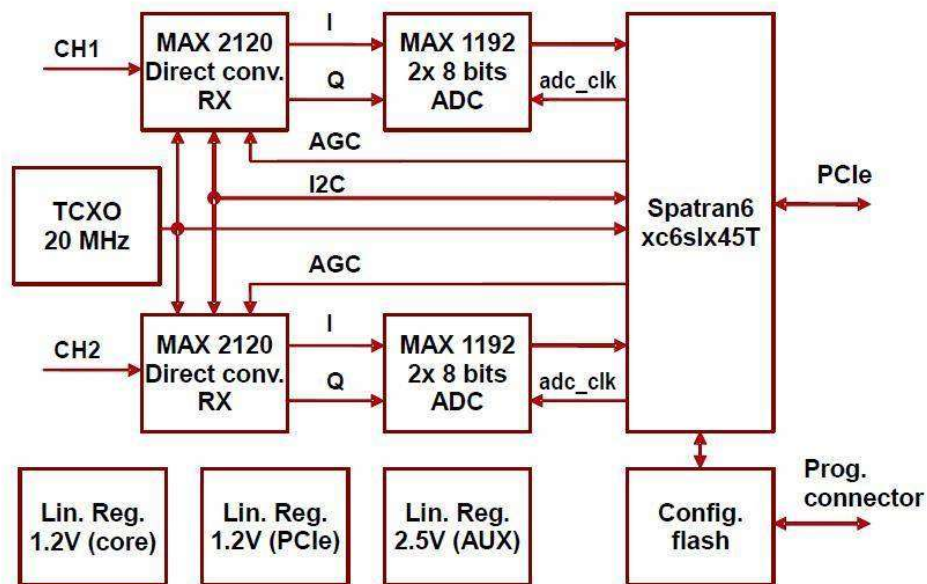 CH1
MAX 2120
Direct conv.
RX
I
Q
MAX 1192
2x 8 bits
ADC
adc_clk
AGC
I2C
TCXO
20 MHz
Spatran6
xc6slx45T
PCIe
AGC
CH2
MAX 2120
Direct conv.
RX
I
Q
MAX 1192
2x 8 bits
ADC
adc_clk
Lin. Reg.
1.2V (core)
Lin. Reg.
1.2V (PCIe)
Lin. Reg.
2.5V (AUX)
Config.
flash
Prog.
connector